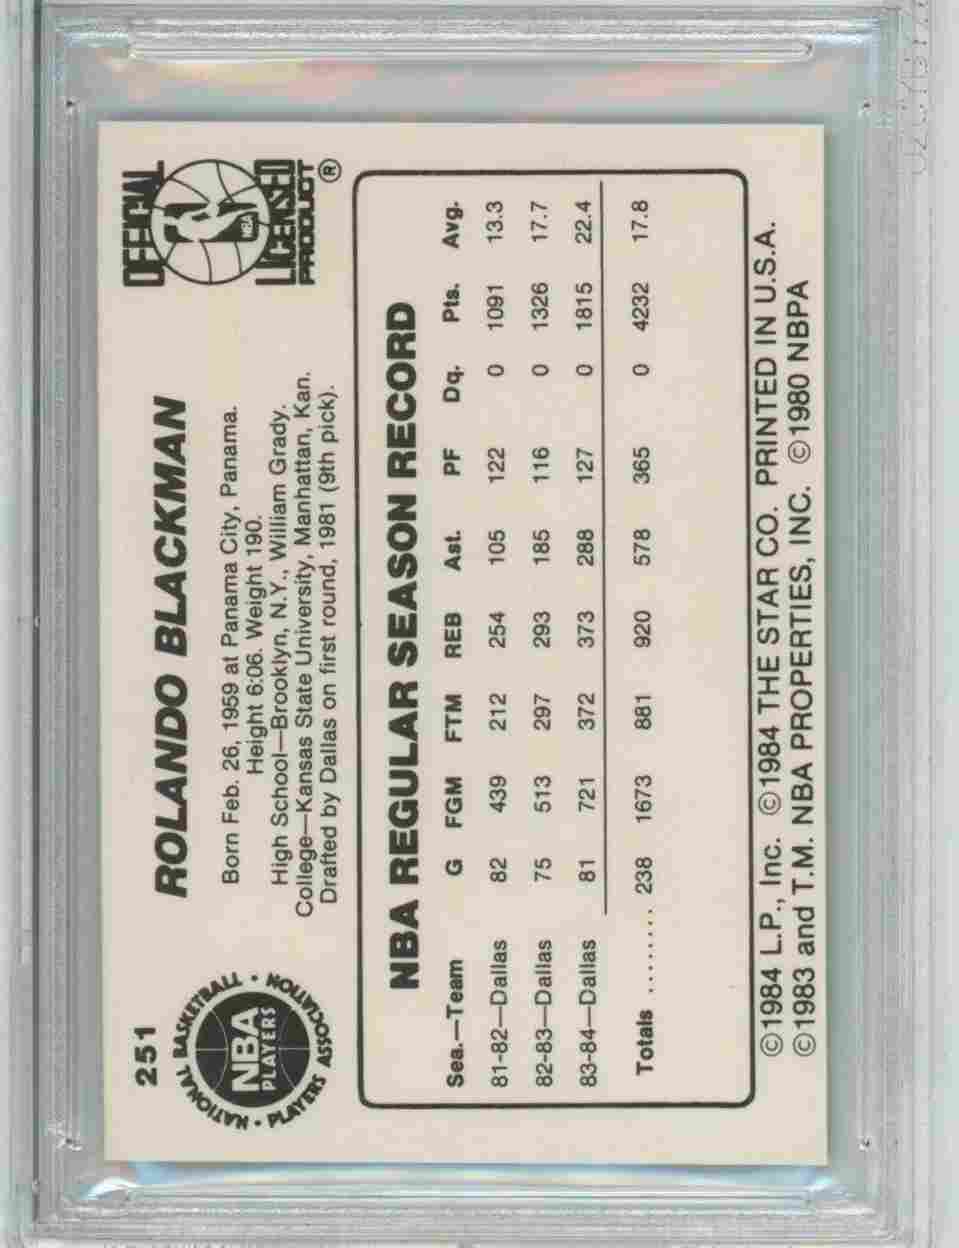 251
NATIONAL BASKETBALL • PLAYERS ASSOCIATION •
NBA
PLAYERS
ROLANDO BLACKMAN
Born Feb. 26, 1959 at Panama City, Panama.
Height 6:06. Weight 190.
High School—Brooklyn, N.Y., William Grady.
College—Kansas State University, Manhattan, Kan.
Drafted by Dallas on first round, 1981 (9th pick).
OFFICIAL
NBA
LICENSED
PRODUCT ®
NBA REGULAR SEASON RECORD
Sea.—Team G FGM FTM REB Ast. PF Dq. Pts. Avg.
81-82—Dallas 82 439 212 254 105 122 0 1091 13.3
82-83—Dallas 75 513 297 293 185 116 0 1326 17.7
83-84—Dallas 81 721 372 373 288 127 0 1815 22.4
Totals ......... 238 1673 881 920 578 365 0 4232 17.8
©1984 L.P., Inc. ©1984 THE STAR CO. PRINTED IN U.S.A.
©1983 and T.M. NBA PROPERTIES, INC. ©1980 NBPA